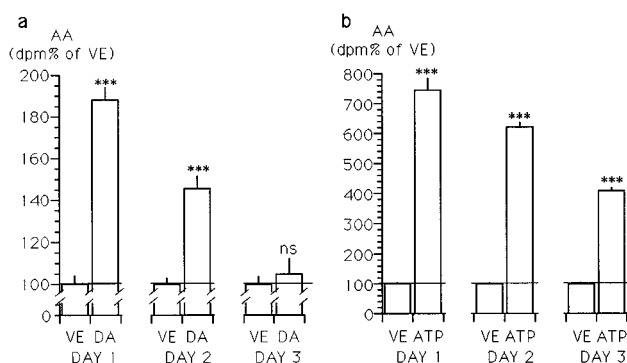 a
AA
(dpm% of VE)
200
180
160
140
120
100
0
***
***
ns
VE DA
DAY 1
VE DA
DAY 2
VE DA
DAY 3
b
AA
(dpm% of VE)
800
700
600
500
400
300
200
100
0
***
***
***
VE ATP
DAY 1
VE ATP
DAY 2
VE ATP
DAY 3